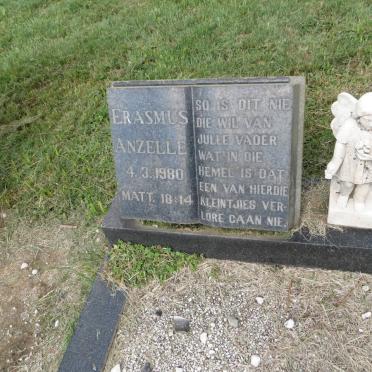 ERASMUS
ANZELLE
4.3.1980
MATT. 18:14
SO IS DIT NIE
DIE WIL VAN
JULLE VADER
WAT IN DIE
HEMEL IS DAT
EEN VAN HIERDIE
KLEINTJIES VER-
LORE GAAN NIE.